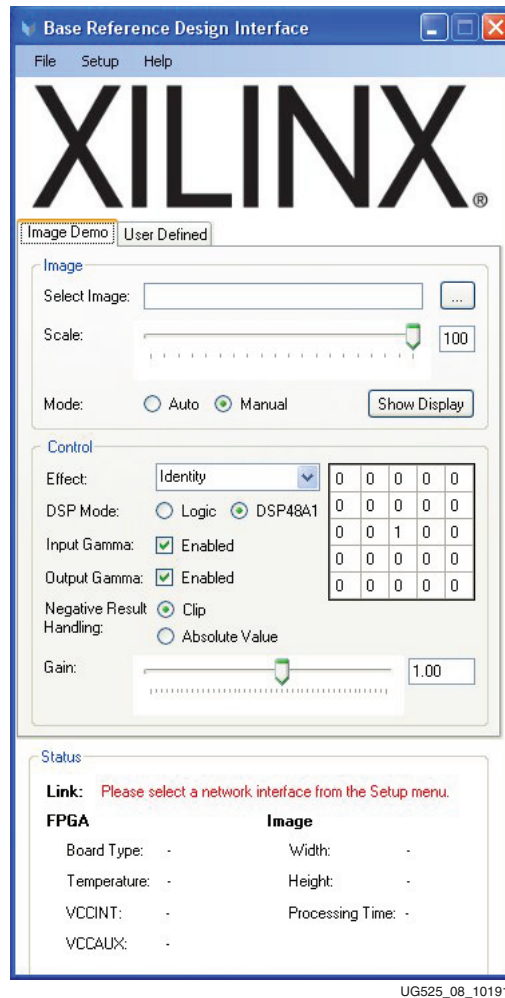 Base Reference Design Interface
File Setup Help
XILINX®
Image Demo User Defined
Image
Select Image: ...
Scale: 100
Mode: Auto Manual Show Display
Control
Effect: Identity
0 0 0 0 0
DSP Mode: Logic DSP48A1
0 0 0 0 0
Input Gamma: Enabled
0 0 1 0 0
Output Gamma: Enabled
0 0 0 0 0
0 0 0 0 0
Negative Result
Handling:
Clip
Absolute Value
Gain: 1.00
Status
Link: Please select a network interface from the Setup menu.
FPGA Image
Board Type: - Width: -
Temperature: - Height: -
VCCINT: - Processing Time: -
VCCAUX: -
UG525_08_1019